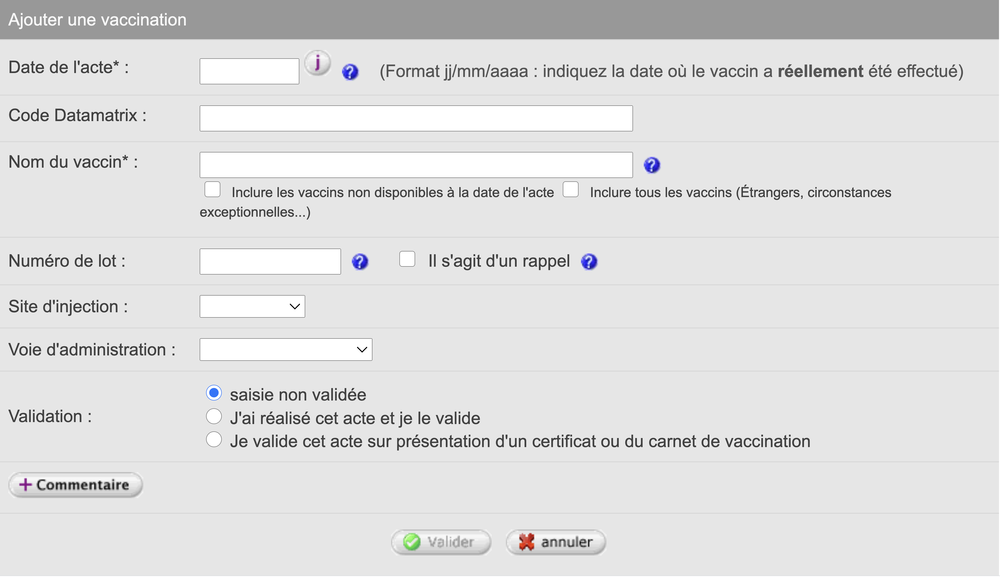 Ajouter une vaccination
Date de l'acte* : j ? (Format jj/mm/aaaa : indiquez la date où le vaccin a réellement été effectué)
Code Datamatrix :
Nom du vaccin* : ?
Inclure les vaccins non disponibles à la date de l'acte Inclure tous les vaccins (Étrangers, circonstances
exceptionnelles...)
Numéro de lot : ? Il s'agit d'un rappel ?
Site d'injection :
Voie d'administration :
saisie non validée
Validation : J'ai réalisé cet acte et je le valide
Je valide cet acte sur présentation d'un certificat ou du carnet de vaccination
+ Commentaire
Valider annuler